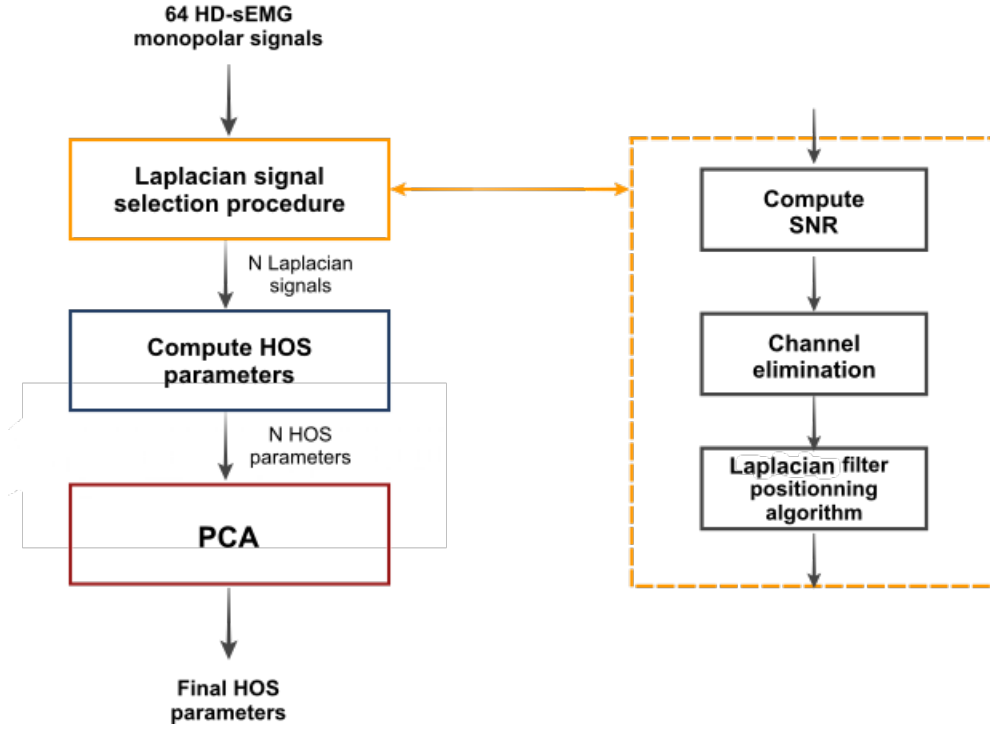 64 HD-sEMG
monopolar signals
Laplacian signal
selection procedure
N Laplacian
signals
Compute HOS
parameters
N HOS
parameters
PCA
Final HOS
parameters
Compute
SNR
Channel
elimination
Laplacian filter
positionning
algorithm